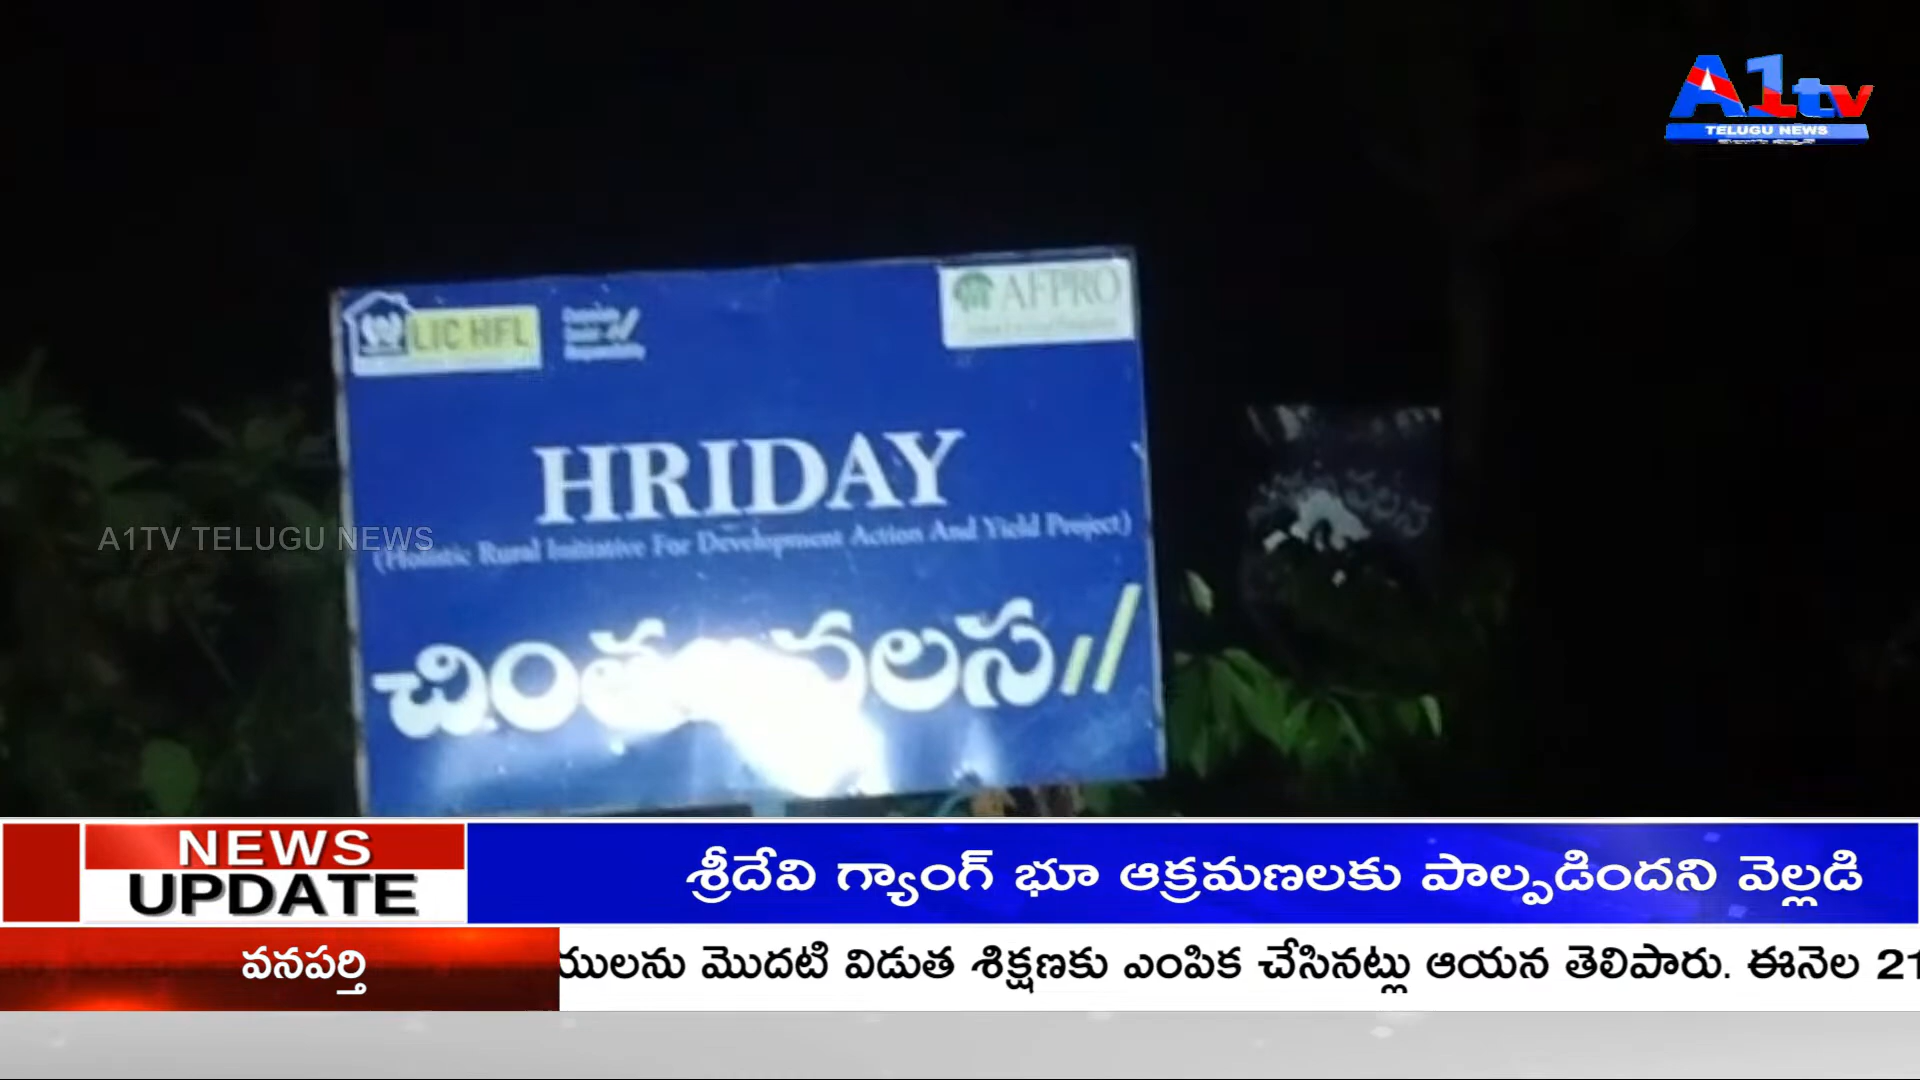 A1tv
TELUGU NEWS
LIC HFL
AFPRO
HRIDAY
(Holistic Rural Initiative For Development Action And Yield Project)
A1TV TELUGU NEWS
NEWS
UPDATE
శ్రీదేవి గ్యాంగ్ భూ ఆక్రమణలకు పాల్పడిందని వెల్లడి
వనపర్తి
ములను మొదటి విడుత శిక్షణకు ఎంపిక చేసినట్లు ఆయన తెలిపారు. ఈనెల 21